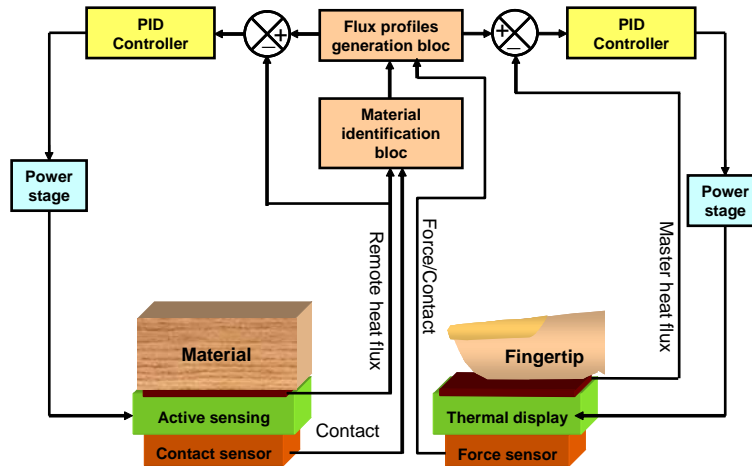 PID
Controller
+
−
Flux profiles
generation bloc
+
−
PID
Controller
Material
identification
bloc
Power
stage
Power
stage
Remote heat flux
Force/Contact
Master heat flux
Material
Fingertip
Active sensing
Thermal display
Contact
Contact sensor
Force sensor